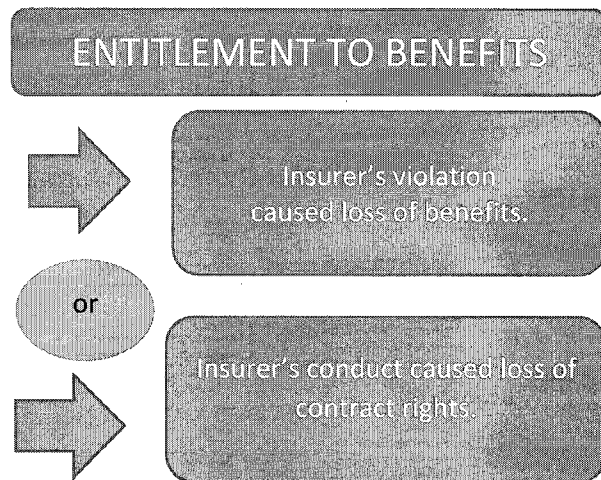 ENTITLEMENT TO BENEFITS
Insurer's violation
caused loss of benefits.
or
Insurer's conduct caused loss of
contract rights.